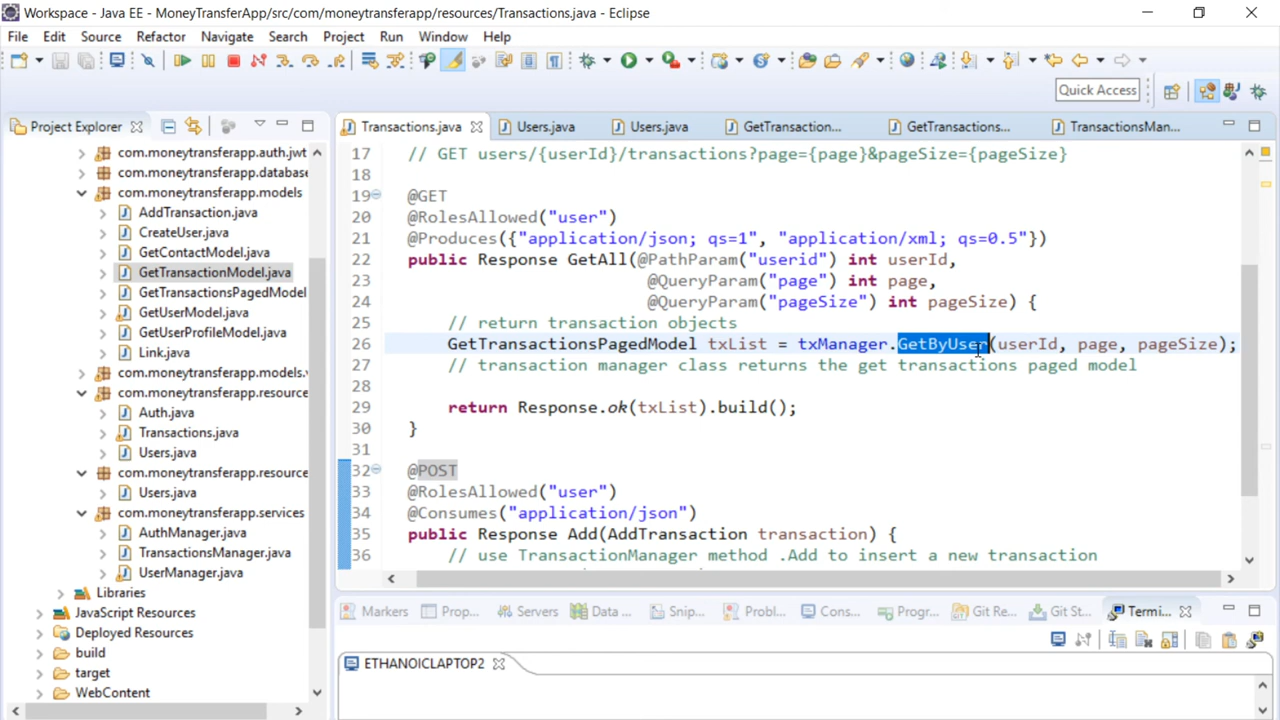 Workspace - Java EE - MoneyTransferApp/src/com/moneytransferapp/resources/Transactions.java - Eclipse
File Edit Source Refactor Navigate Search Project Run Window Help
Quick Access
Project Explorer
Transactions.java Users.java Users.java GetTransaction... GetTransactions... TransactionsMan...
com.moneytransferapp.auth.jwt
com.moneytransferapp.database
com.moneytransferapp.models
AddTransaction.java
CreateUser.java
GetContactModel.java
GetTransactionModel.java
GetTransactionsPagedModel
GetUserModel.java
GetUserProfileModel.java
Link.java
com.moneytransferapp.models.v
com.moneytransferapp.resource
Auth.java
Transactions.java
Users.java
com.moneytransferapp.resource
Users.java
com.moneytransferapp.services
AuthManager.java
TransactionsManager.java
UserManager.java
Libraries
JavaScript Resources
Deployed Resources
build
target
WebContent
17 // GET users/{userId}/transactions?page={page}&pageSize={pageSize}
18
19 @GET
20 @RolesAllowed("user")
21 @Produces({"application/json; qs=1", "application/xml; qs=0.5"})
22 public Response GetAll(@PathParam("userid") int userId,
23 @QueryParam("page") int page,
24 @QueryParam("pageSize") int pageSize) {
25 // return transaction objects
26 GetTransactionsPagedModel txList = txManager.GetByUser(userId, page, pageSize);
27 // transaction manager class returns the get transactions paged model
28
29 return Response.ok(txList).build();
30 }
31
32 @POST
33 @RolesAllowed("user")
34 @Consumes("application/json")
35 public Response Add(AddTransaction transaction) {
36 // use TransactionManager method .Add to insert a new transaction
Markers Prop... Servers Data ... Snip... Probl... Cons... Progr... Git Re... Git St... Termi...
ETHANOICLAPTOP2